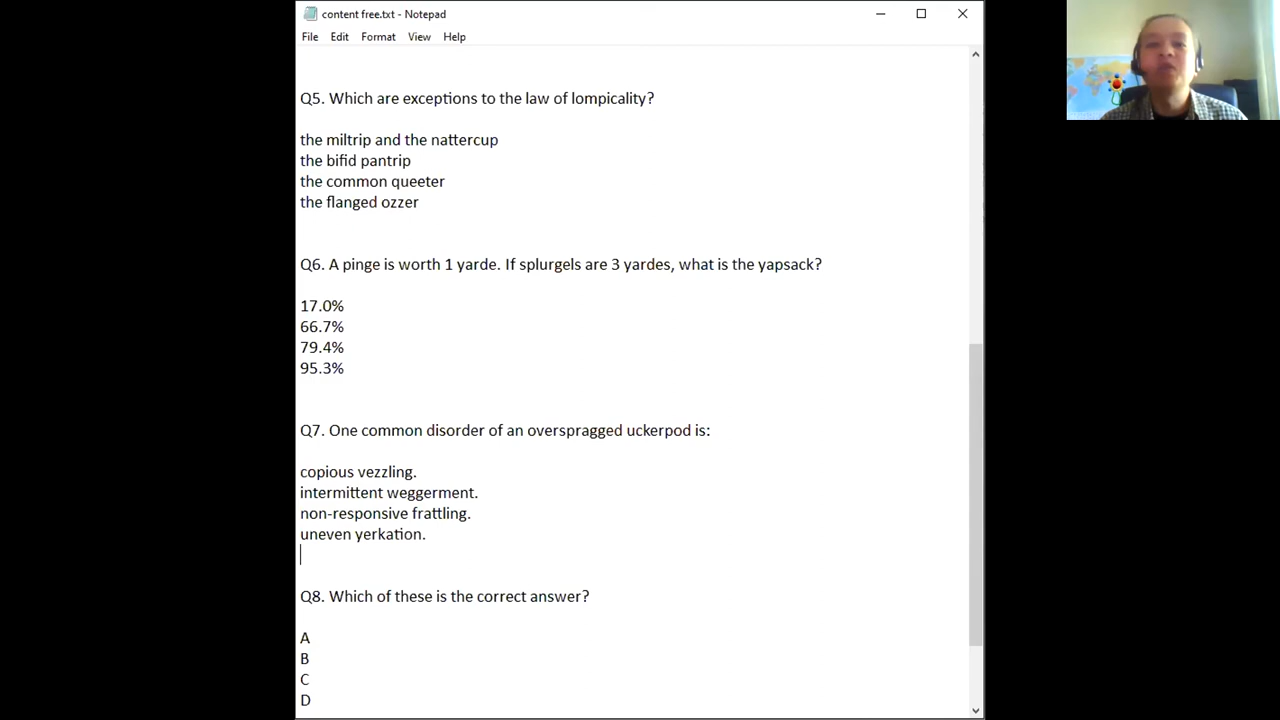 content free.txt - Notepad
File Edit Format View Help
Q5. Which are exceptions to the law of lompicality?
the miltrip and the nattercup
the bifid pantrip
the common queeter
the flanged ozzer
Q6. A pinge is worth 1 yarde. If splurgels are 3 yardes, what is the yapsack?
17.0%
66.7%
79.4%
95.3%
Q7. One common disorder of an overspragged uckerpod is:
copious vezzling.
intermittent weggerment.
non-responsive frattling.
uneven yerkation.
Q8. Which of these is the correct answer?
A
B
C
D